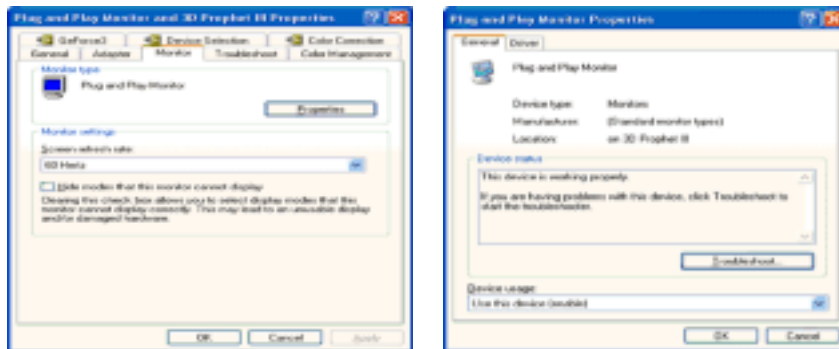 Plug and Play Monitor and 3D Prophet III Properties
GeForce3
Device Selection
Color Correction
General
Adapter
Monitor
Troubleshoot
Color Management
Monitor type
Plug and Play Monitor
Properties
Monitor settings
Screen refresh rate:
60 Hertz
Hide modes that this monitor cannot display
Clearing this check box allows you to select display modes that this
monitor cannot display correctly. This may lead to an unusable display
and/or damaged hardware.
OK
Cancel
Apply
Plug and Play Monitor Properties
General
Driver
Plug and Play Monitor
Device type: Monitors
Manufacturer: (Standard monitor types)
Location: on 3D Prophet III
Device status
This device is working properly.
If you are having problems with this device, click Troubleshoot to
start the troubleshooter.
Troubleshoot...
Device usage:
Use this device (enable)
OK
Cancel